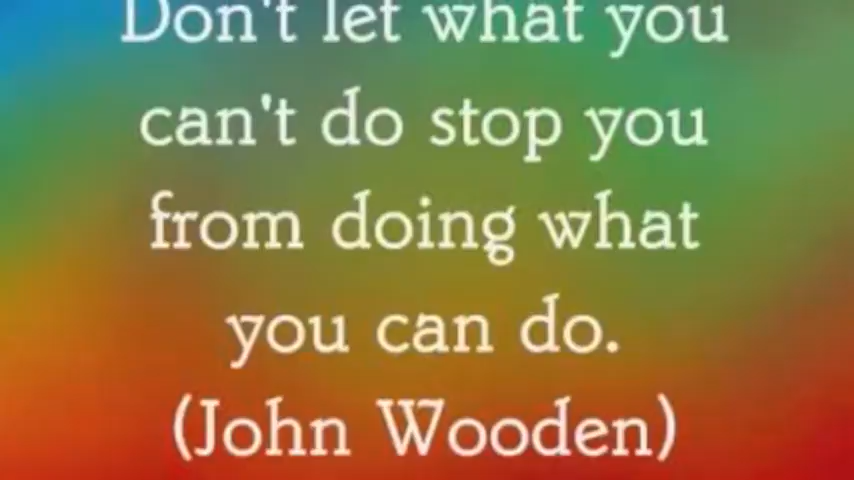 Don't let what you
can't do stop you
from doing what
you can do.
(John Wooden)